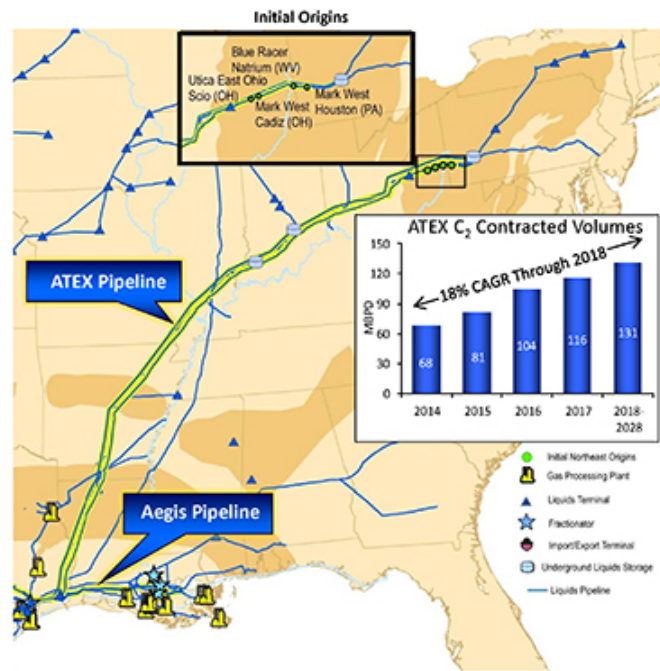 Initial Origins
Blue Racer
Natrium (WV)
Utica East Ohio
Scio (OH)
Mark West
Cadiz (OH)
Mark West
Houston (PA)
ATEX Pipeline
Aegis Pipeline
ATEX C₂ Contracted Volumes
18% CAGR Through 2018
MBPD
150
120
90
60
30
0
68
81
104
116
131
2014
2015
2016
2017
2018-
2028
Initial Northeast Origins
Gas Processing Plant
Liquids Terminal
Fractionator
Import/Export Terminal
Underground Liquids Storage
Liquids Pipeline